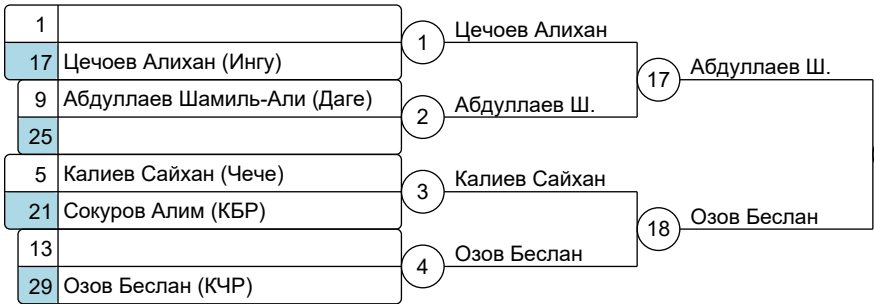 1
17 Цечоев Алихан (Ингу)
9 Абдуллаев Шамиль-Али (Даге)
25
5 Калиев Сайхан (Чече)
21 Сокуров Алим (КБР)
13
29 Озов Беслан (КЧР)
1 Цечоев Алихан
2 Абдуллаев Ш.
3 Калиев Сайхан
4 Озов Беслан
17 Абдуллаев Ш.
18 Озов Беслан